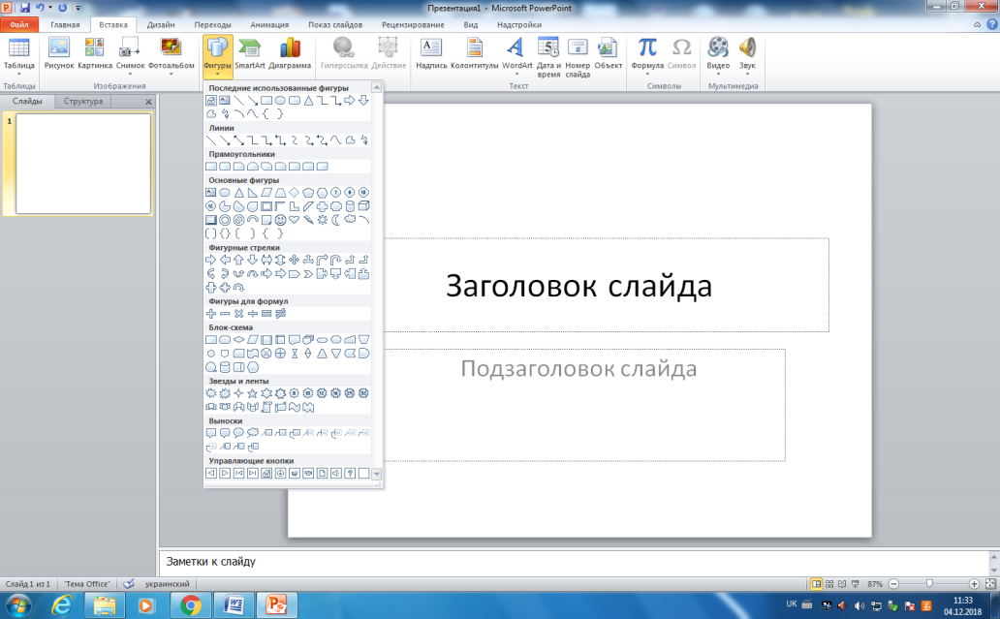 Презентация1 - Microsoft PowerPoint
Файл Главная Вставка Дизайн Переходы Анимация Показ слайдов Рецензирование Вид Надстройки
Таблица Рисунок Картинка Снимок Фотоальбом Фигуры SmartArt Диаграмма Гиперссылка Действие Надпись Колонтитулы WordArt Дата и время Номер слайда Объект Формула Символ Видео Звук
Таблицы Изображения Текст Символы Мультимедиа
Слайды Структура
1
Последние использованные фигуры
Линии
Прямоугольники
Основные фигуры
Фигурные стрелки
Фигуры для формул
Блок-схема
Звезды и ленты
Выноски
Управляющие кнопки
Заголовок слайда
Подзаголовок слайда
Заметки к слайду
Слайд 1 из 1 "Тема Office" украинский 87%
UK 11:33
04.12.2018